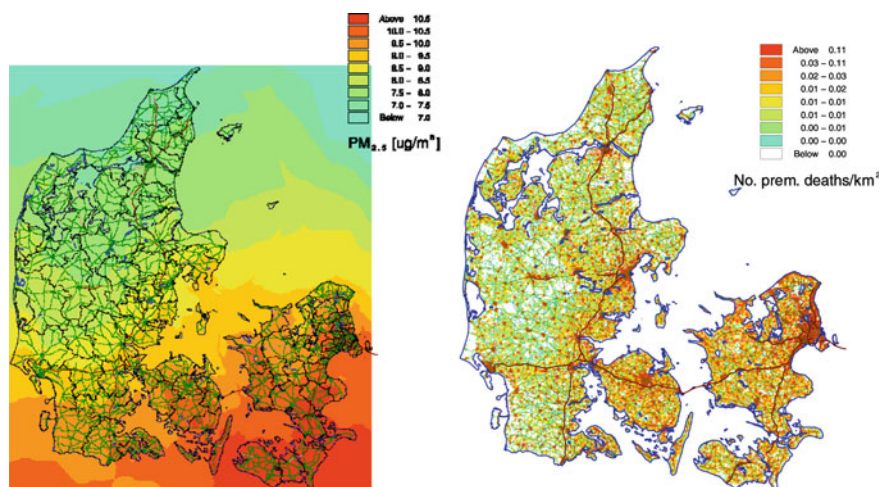 Above 10.5
10.0 – 10.5
9.5 – 10.0
9.0 – 9.5
8.5 – 9.0
8.0 – 8.5
7.5 – 8.0
7.0 – 7.5
Below 7.0
PM2.5 [ug/m³]
Above 0.11
0.03 – 0.11
0.02 – 0.03
0.01 – 0.02
0.01 – 0.01
0.01 – 0.01
0.00 – 0.01
0.00 – 0.00
Below 0.00
No. prem. deaths/km²